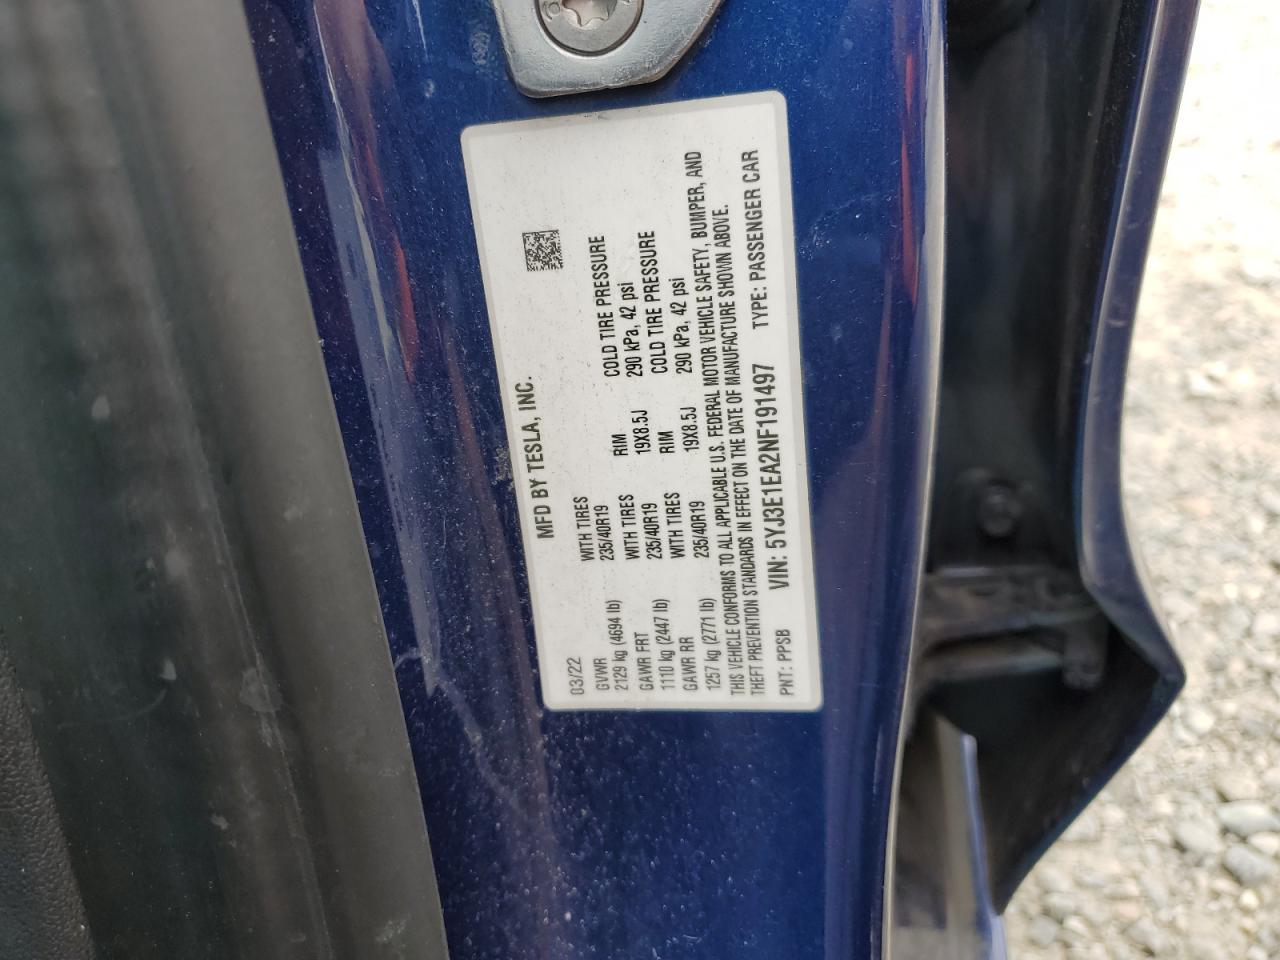 MFD BY TESLA, INC.
03/22
GVWR WITH TIRES RIM COLD TIRE PRESSURE
2129 kg (4694 lb) 235/40R19 19X8.5J 290 kPa, 42 psi
GAWR FRT WITH TIRES RIM COLD TIRE PRESSURE
1110 kg (2447 lb) 235/40R19 19X8.5J 290 kPa, 42 psi
GAWR RR WITH TIRES
1257 kg (2771 lb) 235/40R19
THIS VEHICLE CONFORMS TO ALL APPLICABLE U.S. FEDERAL MOTOR VEHICLE SAFETY, BUMPER, AND
THEFT PREVENTION STANDARDS IN EFFECT ON THE DATE OF MANUFACTURE SHOWN ABOVE.
PNT: PPSB VIN: 5YJ3E1EA2NF191497 TYPE: PASSENGER CAR